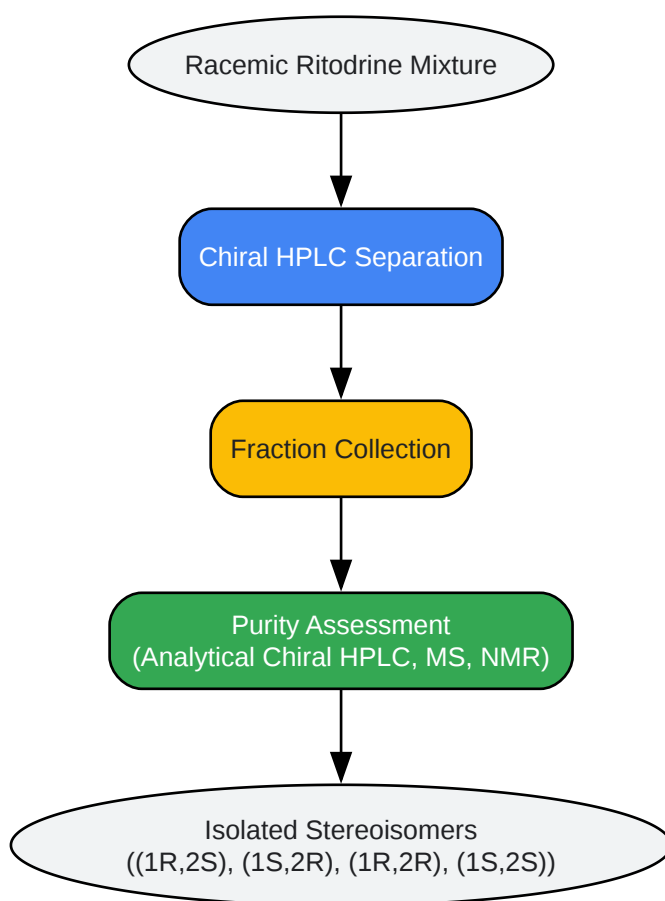 Racemic Ritodrine Mixture
Chiral HPLC Separation
Fraction Collection
Purity Assessment
(Analytical Chiral HPLC, MS, NMR)
Isolated Stereoisomers
((1R,2S), (1S,2R), (1R,2R), (1S,2S))